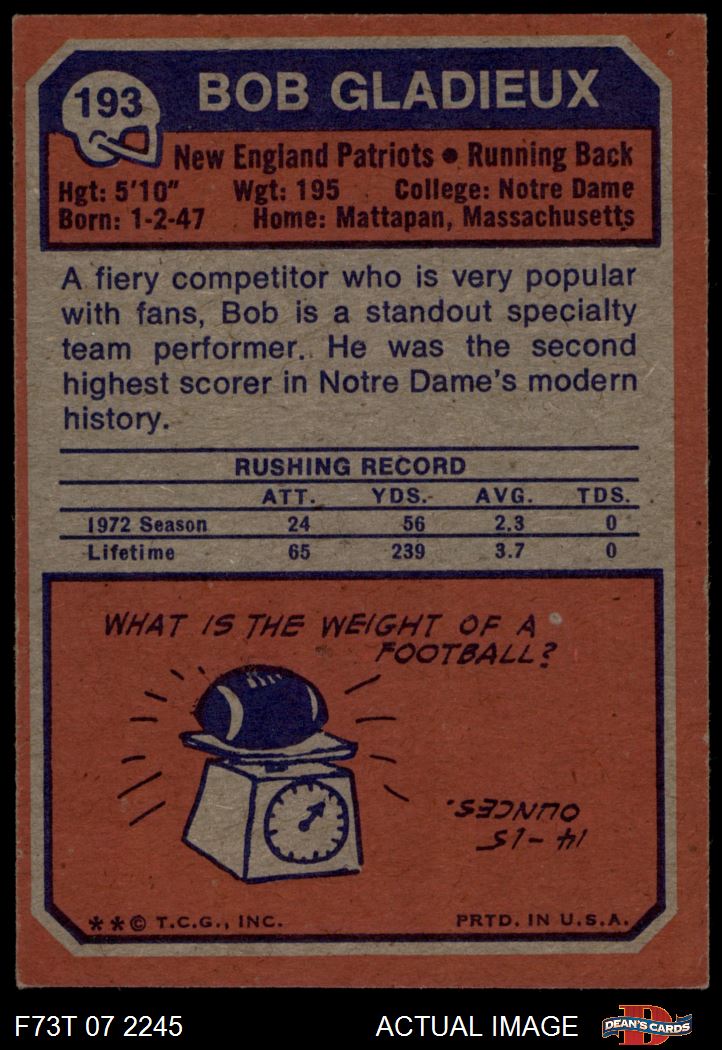 193
BOB GLADIEUX
New England Patriots • Running Back
Hgt: 5'10" Wgt: 195 College: Notre Dame
Born: 1-2-47 Home: Mattapan, Massachusetts
A fiery competitor who is very popular
with fans, Bob is a standout specialty
team performer. He was the second
highest scorer in Notre Dame's modern
history.
RUSHING RECORD
ATT. YDS. AVG. TDS.
1972 Season 24 56 2.3 0
Lifetime 65 239 3.7 0
WHAT IS THE WEIGHT OF A
FOOTBALL?
14-15
OUNCES.
**© T.C.G., INC. PRTD. IN U.S.A.
F73T 07 2245 ACTUAL IMAGE
D
DEAN'S CARDS